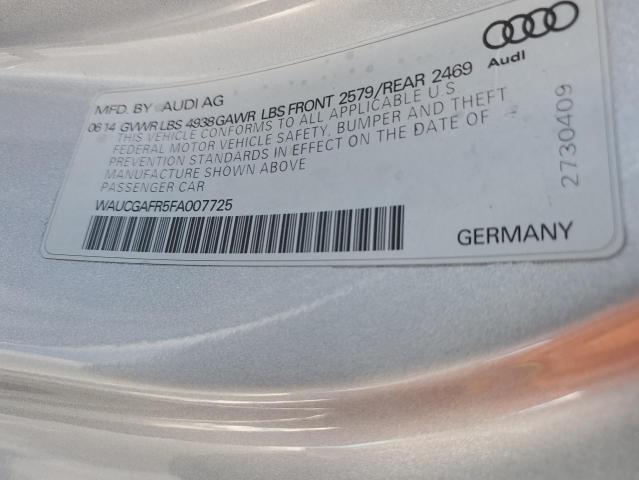 Audi
MFD. BY AUDI AG
06 14 GVWR LBS 4938 GAWR LBS FRONT 2579/REAR 2469
THIS VEHICLE CONFORMS TO ALL APPLICABLE U S
FEDERAL MOTOR VEHICLE SAFETY, BUMPER AND THEFT
PREVENTION STANDARDS IN EFFECT ON THE DATE OF
MANUFACTURE SHOWN ABOVE
PASSENGER CAR
WAUCGAFR5FA007725
GERMANY
2730409